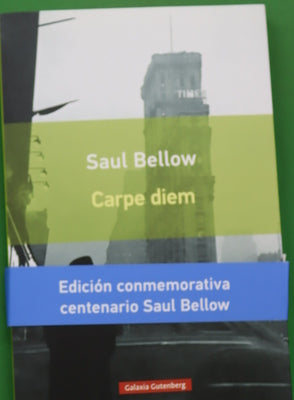 TIMES
Saul Bellow
Carpe diem
Edición conmemorativa
centenario Saul Bellow
Galaxia Gutenberg